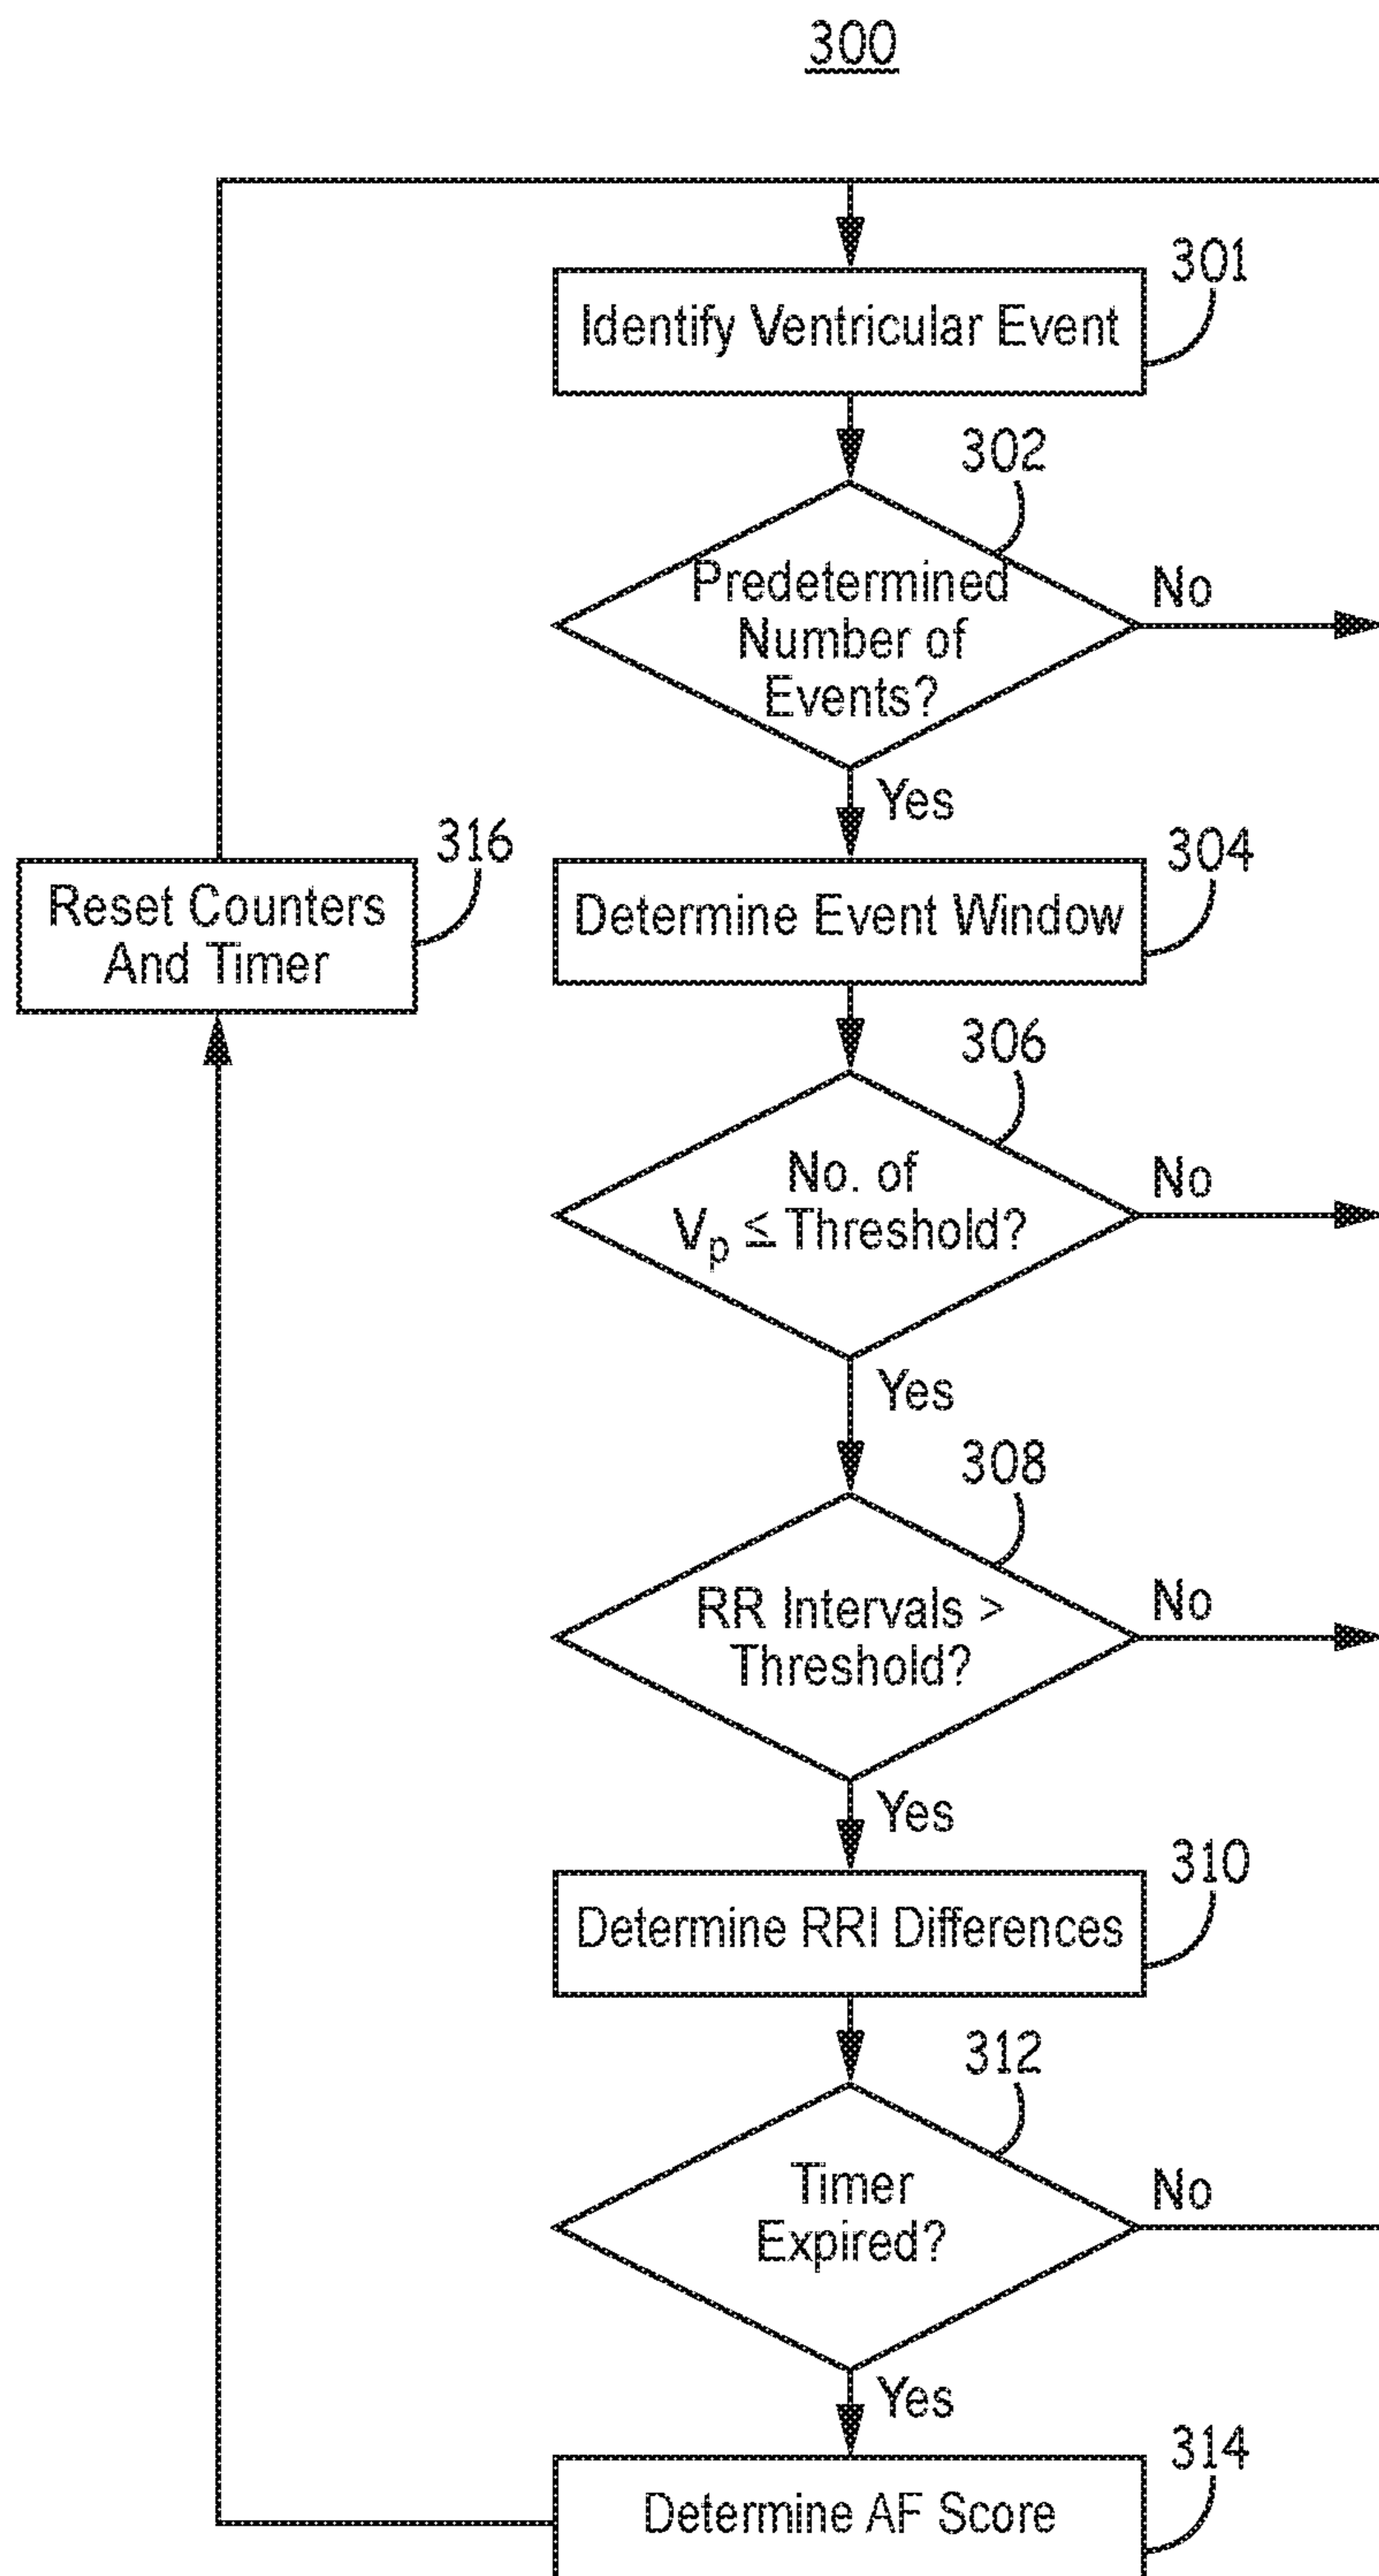 300
301
Identify Ventricular Event
302
Predetermined
Number of
Events?
No
Yes
316
Reset Counters
And Timer
304
Determine Event Window
306
No. of
Vp ≤ Threshold?
No
Yes
308
RR Intervals >
Threshold?
No
Yes
310
Determine RRI Differences
312
Timer
Expired?
No
Yes
314
Determine AF Score